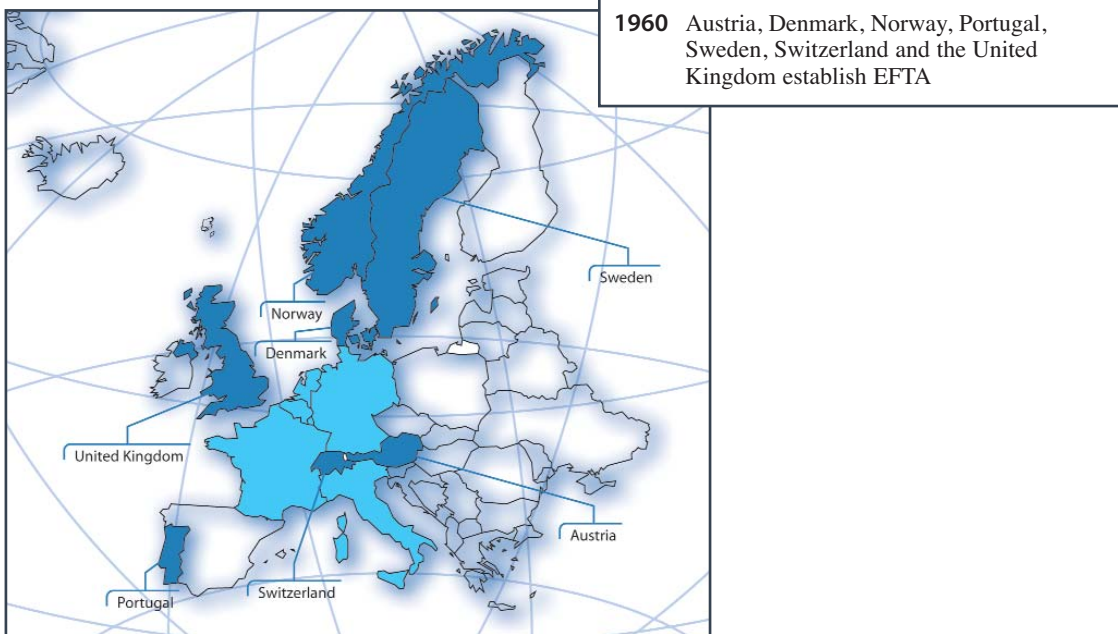 1960 Austria, Denmark, Norway, Portugal,
Sweden, Switzerland and the United
Kingdom establish EFTA
Sweden
Norway
Denmark
United Kingdom
Austria
Switzerland
Portugal